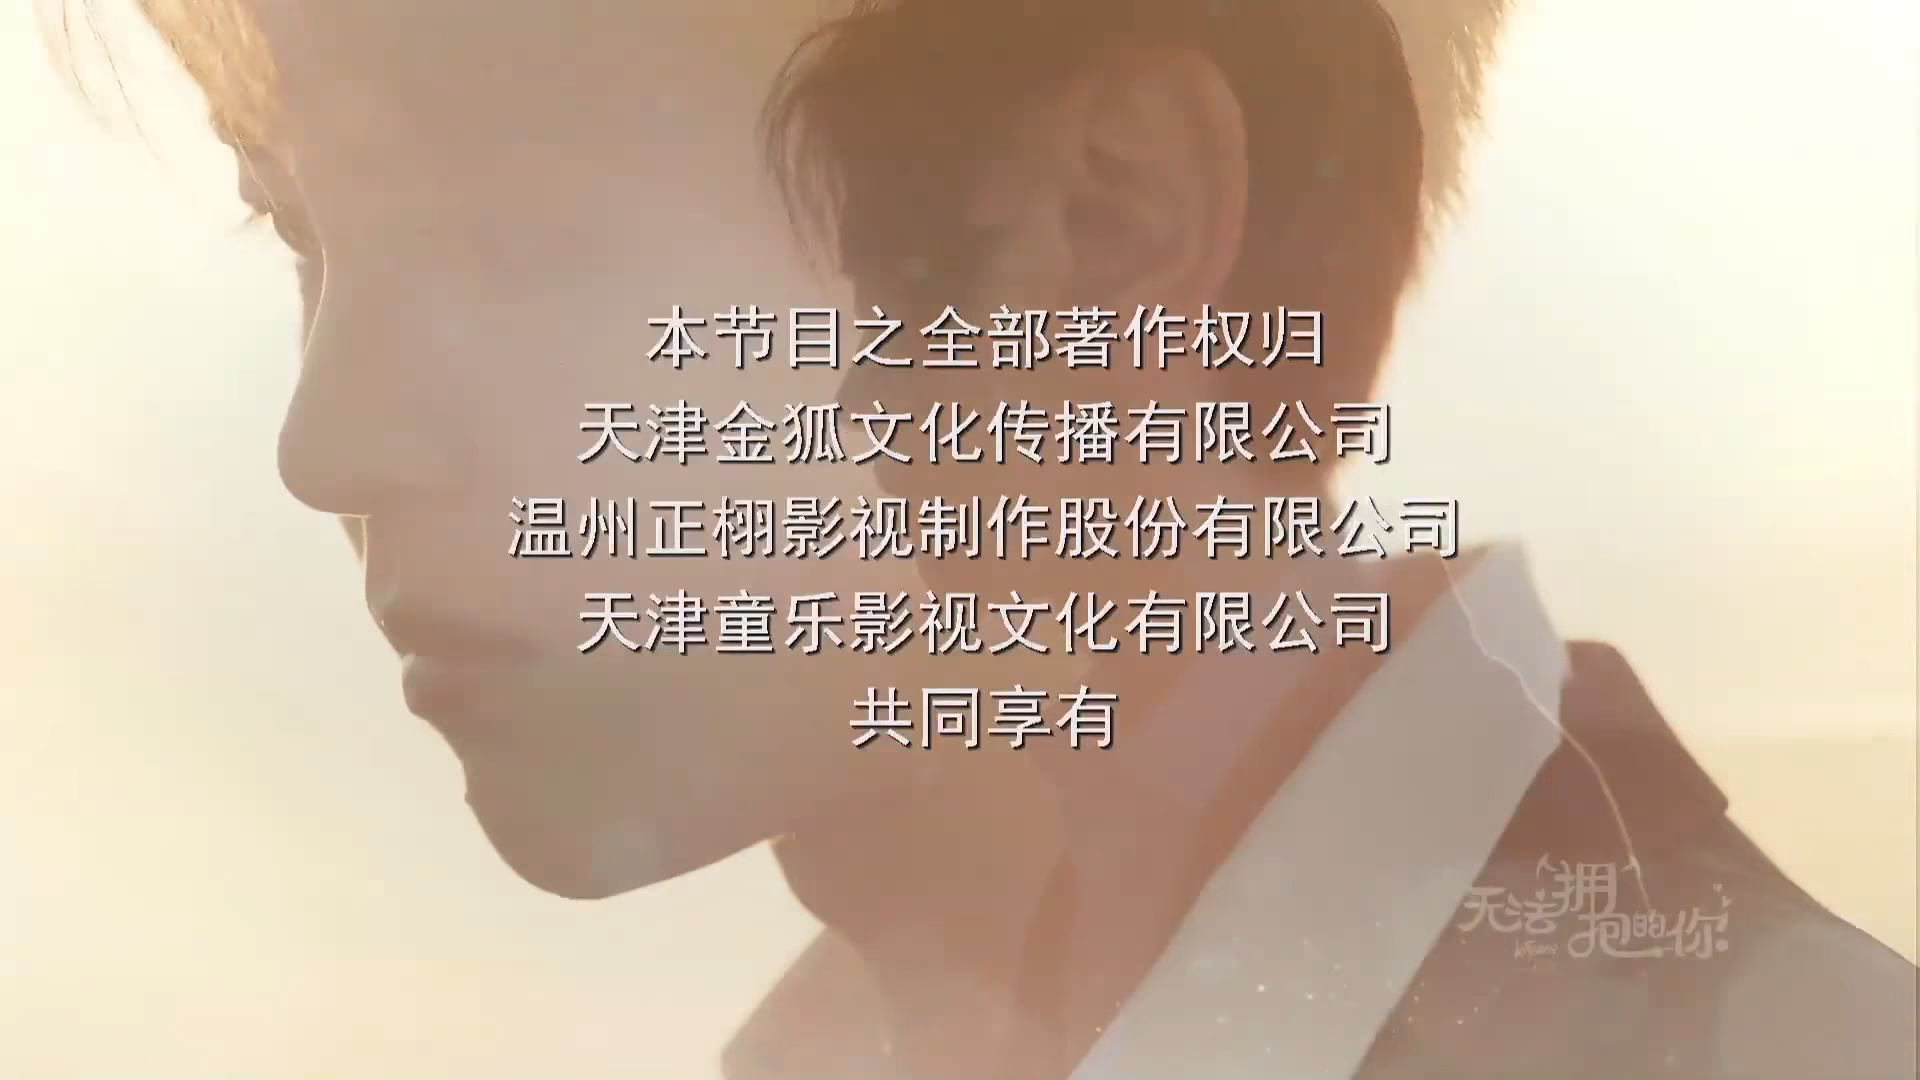 本节目之全部著作权归
天津金狐文化传播有限公司
温州正栩影视制作股份有限公司
天津童乐影视文化有限公司
共同享有
无法拥抱的你